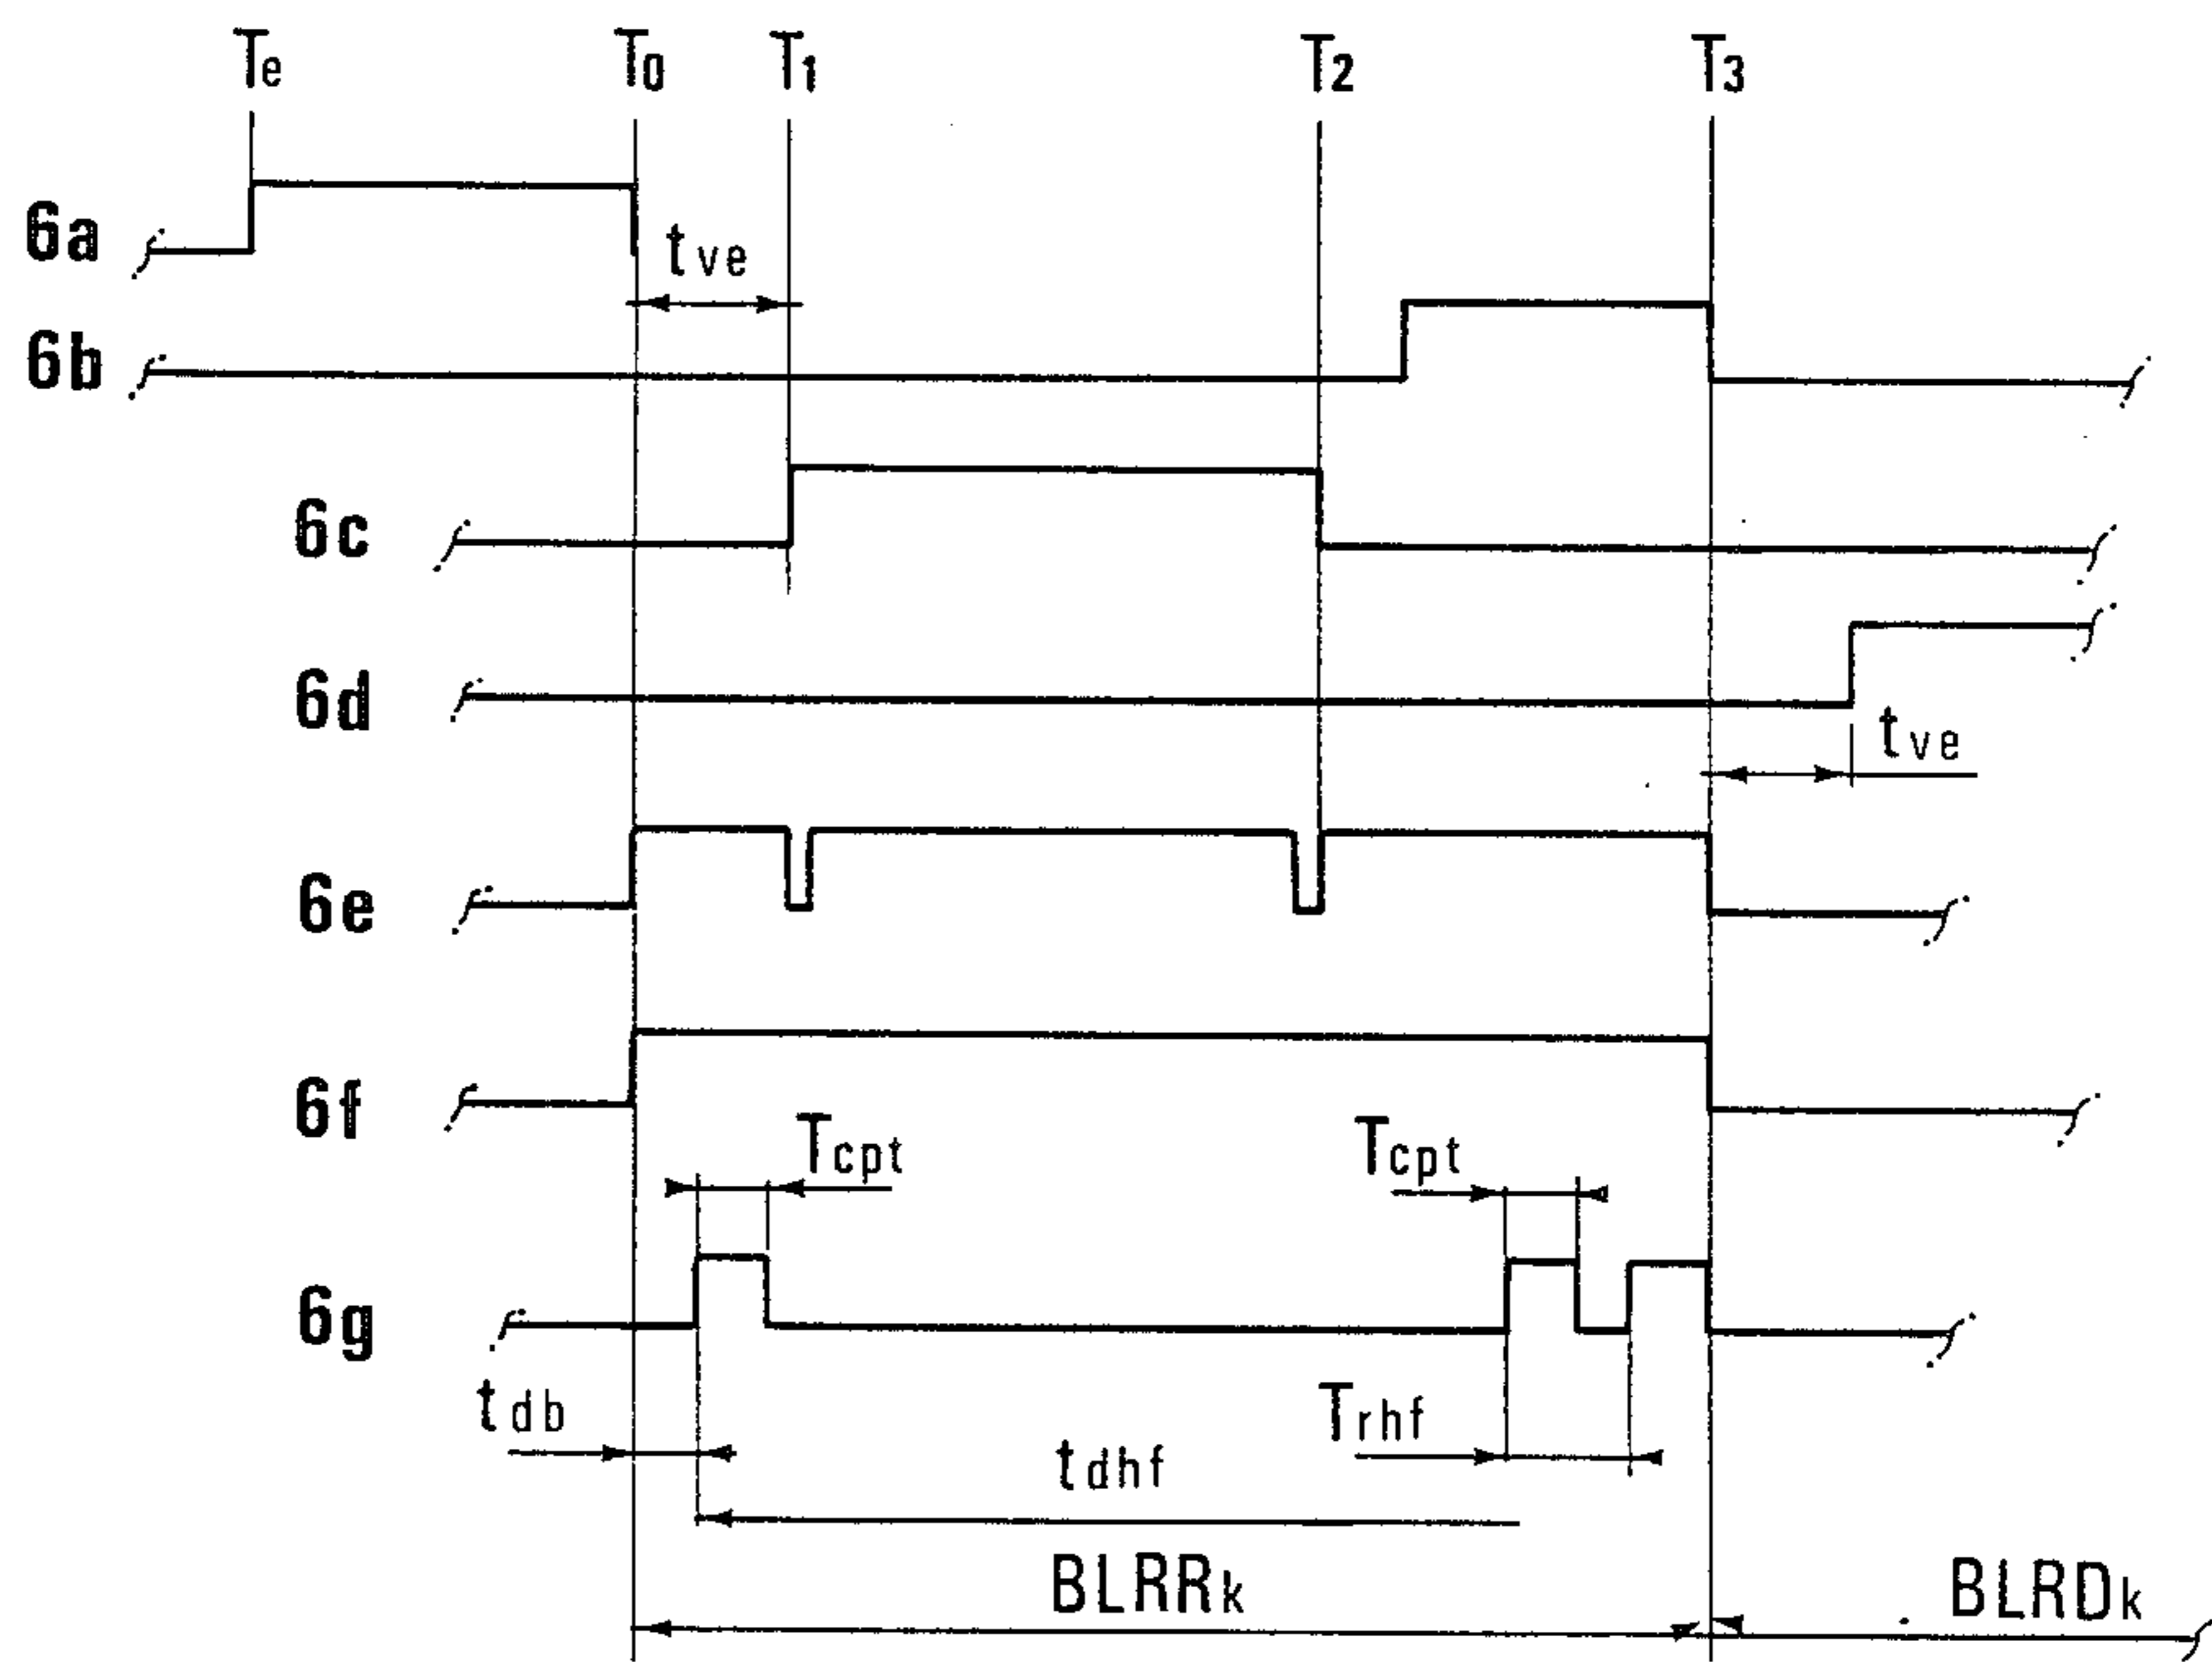 Te T0 T1 T2 T3
6a
tve
6b
6c
6d
tve
6e
6f
Tcpt Tcpt
6g
tdb
Trhf
tdhf
BLRRk
BLRDk